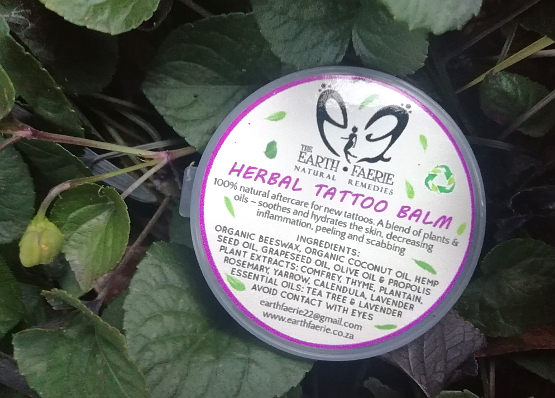 THE
EARTH FAERIE
NATURAL REMEDIES
HERBAL TATTOO BALM
100% natural aftercare for new tattoos. A blend of plants &
oils – soothes and hydrates the skin, decreasing
inflammation, peeling and scabbing
INGREDIENTS:
ORGANIC BEESWAX, ORGANIC COCONUT OIL, HEMP
SEED OIL, GRAPESEED OIL, OLIVE OIL & PROPOLIS
PLANT EXTRACTS: COMFREY, THYME, PLANTAIN,
ROSEMARY, YARROW, CALENDULA, LAVENDER
ESSENTIAL OILS: TEA TREE & LAVENDER
AVOID CONTACT WITH EYES
earthfaerie22@gmail.com
www.earthfaerie.co.za